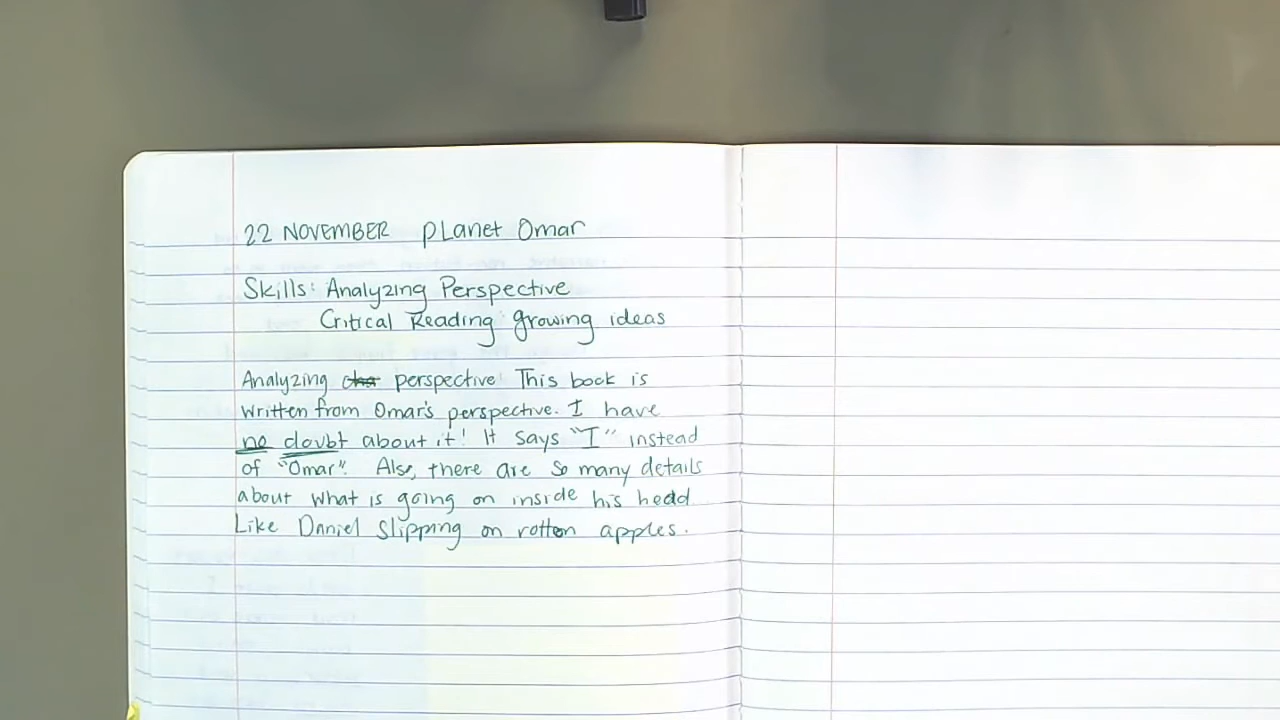 22 NOVEMBER pLanet Omar
Skills: Analyzing Perspective
Critical Reading growing ideas
Analyzing cha perspective This book is
written from Omar's perspective. I have
no doubt about it! It says "I" instead
of "Omar". Also, there are so many details
about what is going on inside his head
Like Daniel slipping on rotten apples.